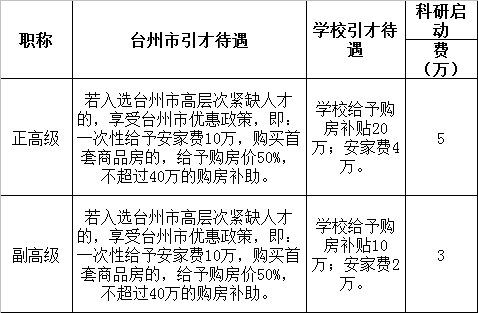 职称
台州市引才待遇
学校引才待
遇
科研启
动
费
（万）
正高级
若入选台州市高层次紧缺人才
的，享受台州市优惠政策，即：
一次性给予安家费10万，购买首
套商品房的，给予购房价50%，
不超过40万的购房补助。
学校给予购
房补贴20
万；安家费4
万。
5
副高级
若入选台州市高层次紧缺人才
的，享受台州市优惠政策，即：
一次性给予安家费10万，购买首
套商品房的，给予购房价50%，
不超过40万的购房补助。
学校给予购
房补贴10
万；安家费2
万。
3